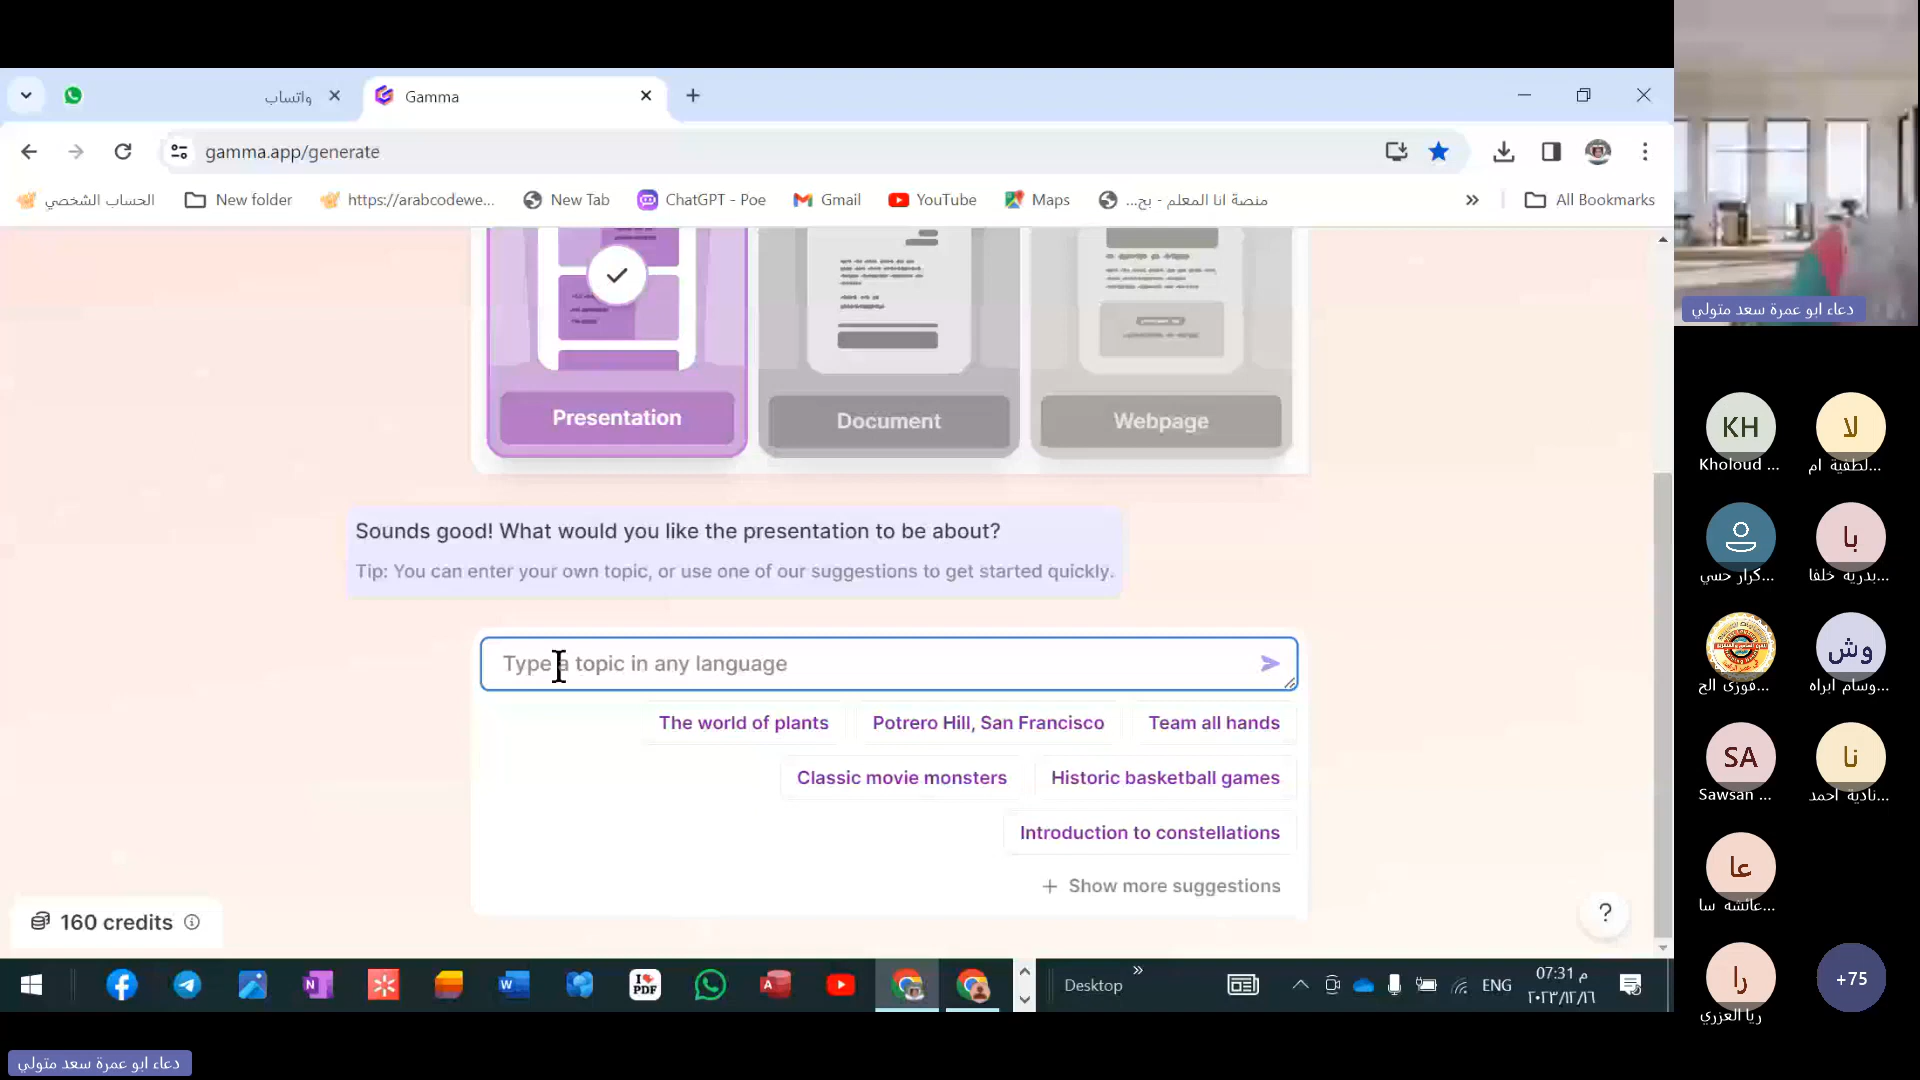 واتساب
Gamma
gamma.app/generate
الحساب الشخصي
New folder
https://arabcodewe...
New Tab
ChatGPT - Poe
Gmail
YouTube
Maps
منصة انا المعلم - بح...
All Bookmarks
Presentation
Document
Webpage
Sounds good! What would you like the presentation to be about?
Tip: You can enter your own topic, or use one of our suggestions to get started quickly.
Type a topic in any language
The world of plants
Potrero Hill, San Francisco
Team all hands
Classic movie monsters
Historic basketball games
Introduction to constellations
+ Show more suggestions
160 credits
?
I PDF
Desktop
ENG
07:31 م
٢٠٢٣/١٢/١٦
دعاء ابو عمرة سعد متولي
KH
Kholoud ...
لا
لطفية ام...
كرار حسي...
با
بدرية خلفا...
فوزى الح...
وش
وسام ابراه...
SA
Sawsan ...
نا
نادية احمد...
عا
عائشه سا...
را
ريا العزري
+75
دعاء ابو عمرة سعد متولي